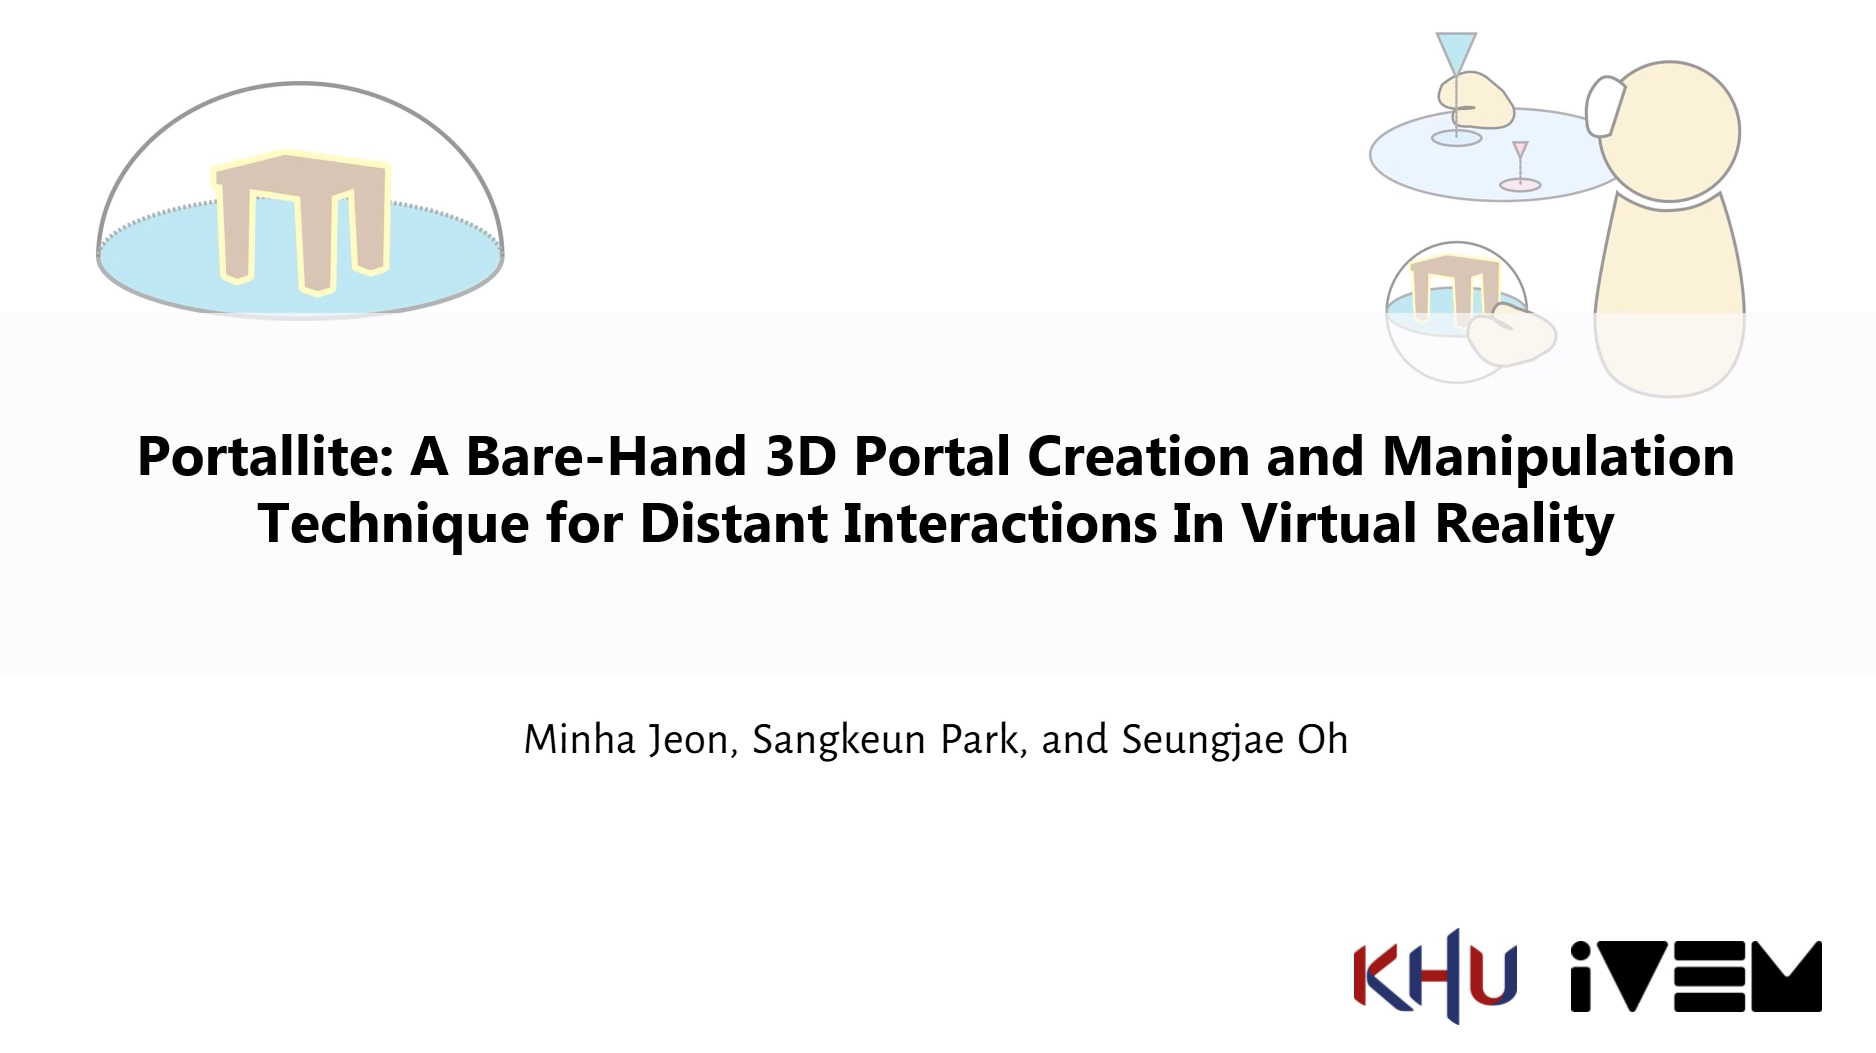 Portallite: A Bare-Hand 3D Portal Creation and Manipulation
Technique for Distant Interactions In Virtual Reality
Minha Jeon, Sangkeun Park, and Seungjae Oh
KHU iVEM